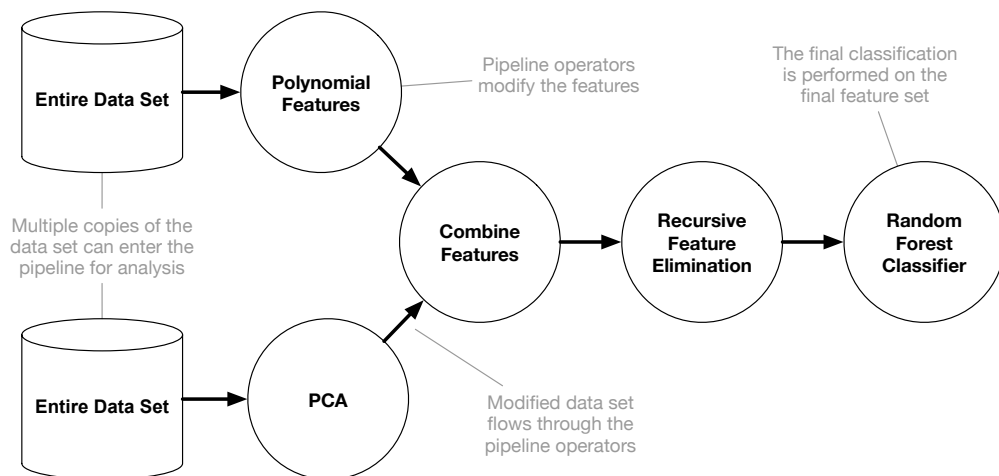 Entire Data Set
Polynomial
Features
Pipeline operators
modify the features
The final classification
is performed on the
final feature set
Multiple copies of the
data set can enter the
pipeline for analysis
Combine
Features
Recursive
Feature
Elimination
Random
Forest
Classifier
Entire Data Set
PCA
Modified data set
flows through the
pipeline operators